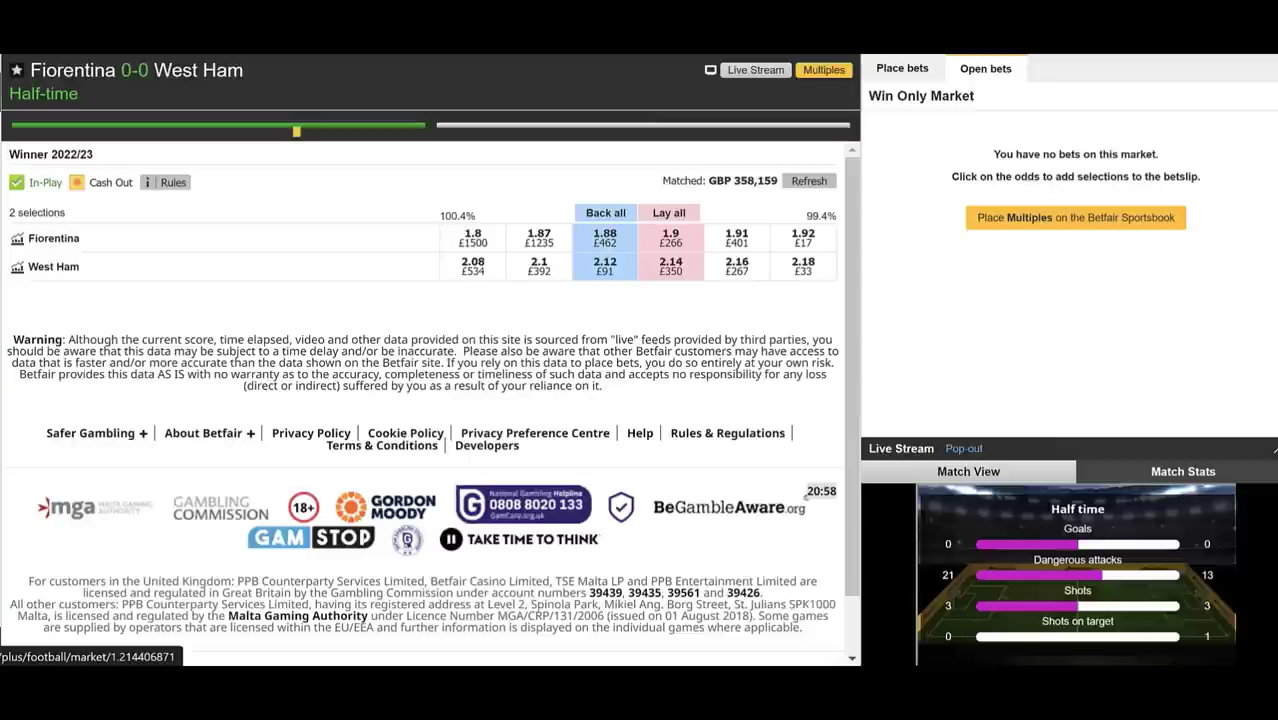 Fiorentina 0-0 West Ham
Live Stream
Multiples
Half-time
Winner 2022/23
In-Play
Cash Out
i Rules
Matched: GBP 358,159
Refresh
2 selections
100.4%
Back all
Lay all
99.4%
Fiorentina
1.8 1.87 1.88 1.9 1.91 1.92
£1500 £1235 £462 £266 £401 £17
West Ham
2.08 2.1 2.12 2.14 2.16 2.18
£534 £392 £91 £350 £267 £33
Warning: Although the current score, time elapsed, video and other data provided on this site is sourced from "live" feeds provided by third parties, you
should be aware that this data may be subject to a time delay and/or be inaccurate. Please also be aware that other Betfair customers may have access to
data that is faster and/or more accurate than the data shown on the Betfair site. If you rely on this data to place bets, you do so entirely at your own risk.
Betfair provides this data AS IS with no warranty as to the accuracy, completeness or timeliness of such data and accepts no responsibility for any loss
(direct or indirect) suffered by you as a result of your reliance on it.
Safer Gambling + | About Betfair + | Privacy Policy | Cookie Policy | Privacy Preference Centre | Help | Rules & Regulations |
Terms & Conditions | Developers
mga MALTA GAMING AUTHORITY
GAMBLING COMMISSION
18+
GORDON MOODY
National Gambling Helpline
0808 8020 133
GamCare.org.uk
BeGambleAware.org
20:58
GAMSTOP
TAKE TIME TO THINK
For customers in the United Kingdom: PPB Counterparty Services Limited, Betfair Casino Limited, TSE Malta LP and PPB Entertainment Limited are
licensed and regulated in Great Britain by the Gambling Commission under account numbers 39439, 39435, 39561 and 39426.
All other customers: PPB Counterparty Services Limited, having its registered address at Level 2, Spinola Park, Mikiel Ang. Borg Street, St. Julians SPK1000
Malta, is licensed and regulated by the Malta Gaming Authority under Licence Number MGA/CRP/131/2006 (issued on 01 August 2018). Some games
are supplied by operators that are licensed within the EU/EEA and further information is displayed on the individual games where applicable.
/plus/football/market/1.214406871
Place bets
Open bets
Win Only Market
You have no bets on this market.
Click on the odds to add selections to the betslip.
Place Multiples on the Betfair Sportsbook
Live Stream
Pop-out
Match View
Match Stats
Half time
Goals
0 0
Dangerous attacks
21 13
Shots
3 3
Shots on target
0 1